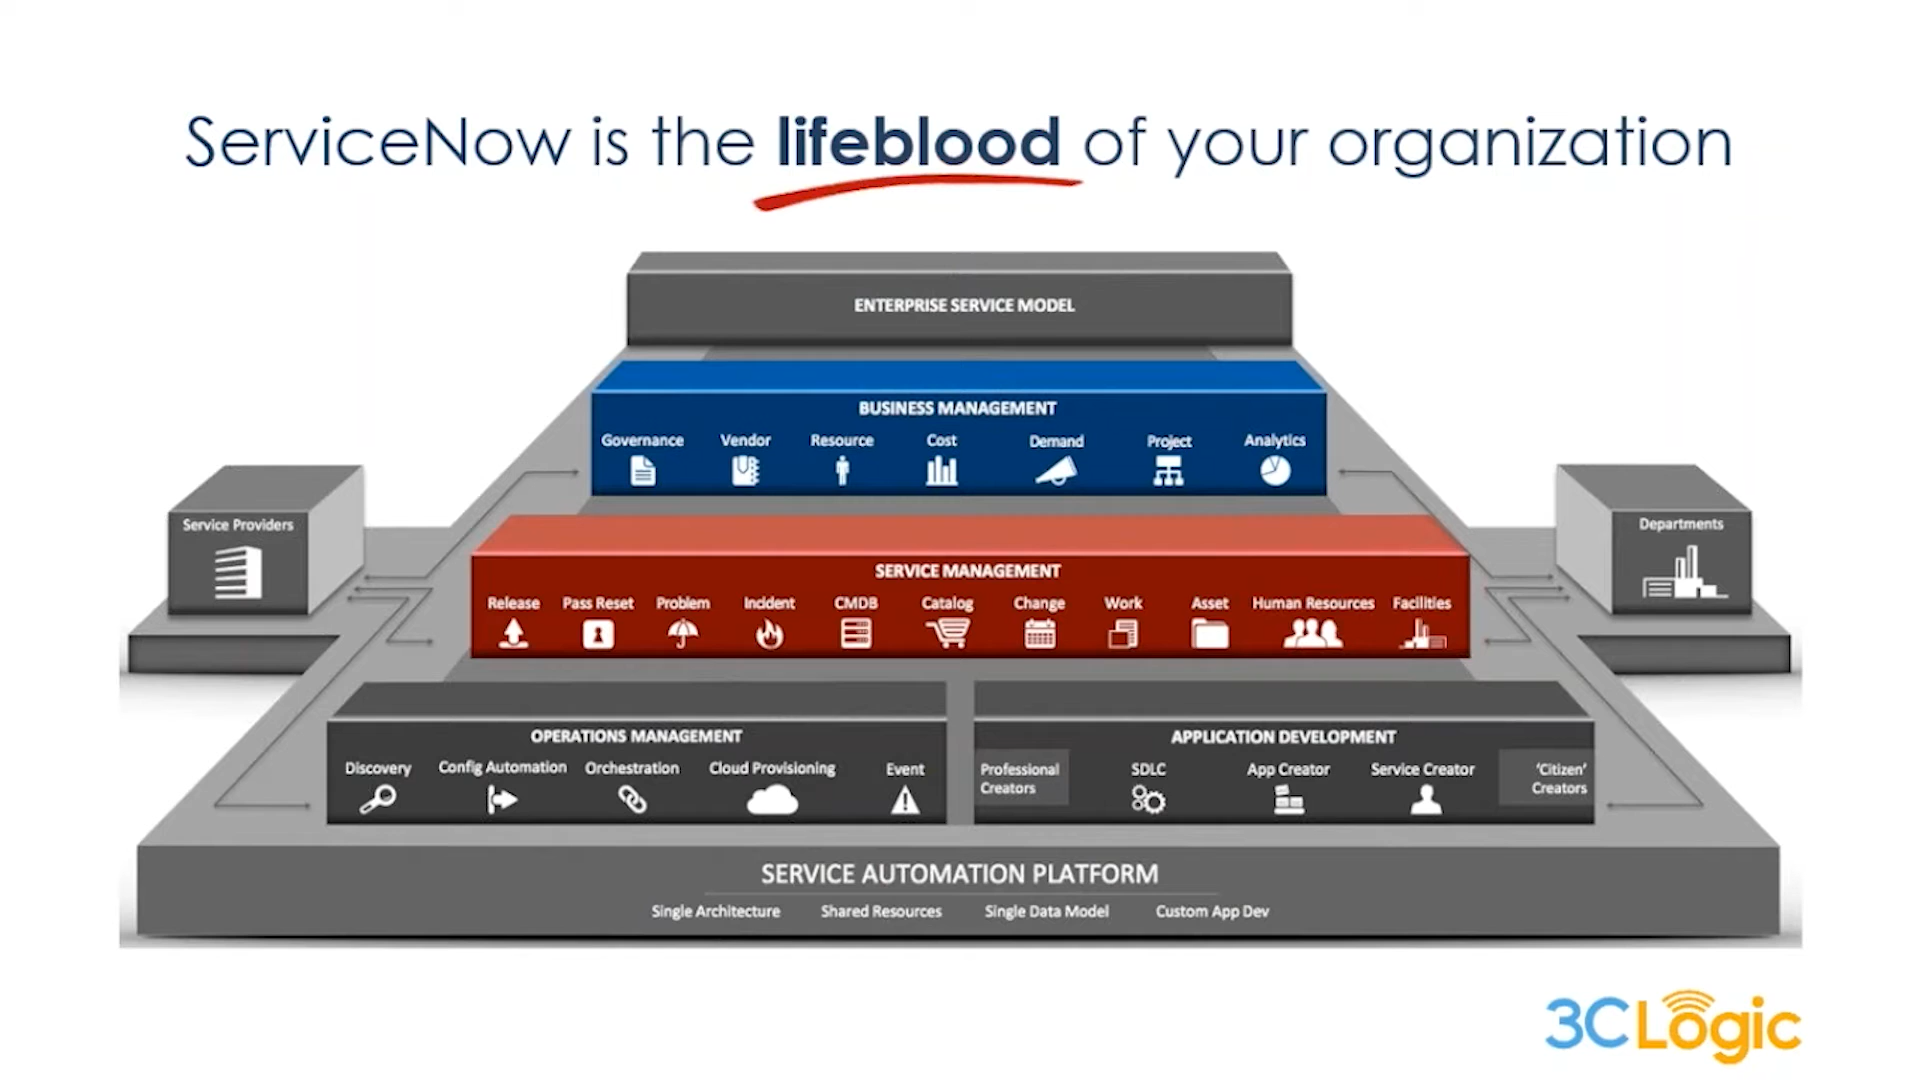 ServiceNow is the lifeblood of your organization
ENTERPRISE SERVICE MODEL
BUSINESS MANAGEMENT
Governance Vendor Resource Cost Demand Project Analytics
Service Providers
Departments
SERVICE MANAGEMENT
Release Pass Reset Problem Incident CMDB Catalog Change Work Asset Human Resources Facilities
OPERATIONS MANAGEMENT
Discovery Config Automation Orchestration Cloud Provisioning Event
APPLICATION DEVELOPMENT
Professional
Creators
SDLC App Creator Service Creator
'Citizen'
Creators
SERVICE AUTOMATION PLATFORM
Single Architecture Shared Resources Single Data Model Custom App Dev
3CLogic